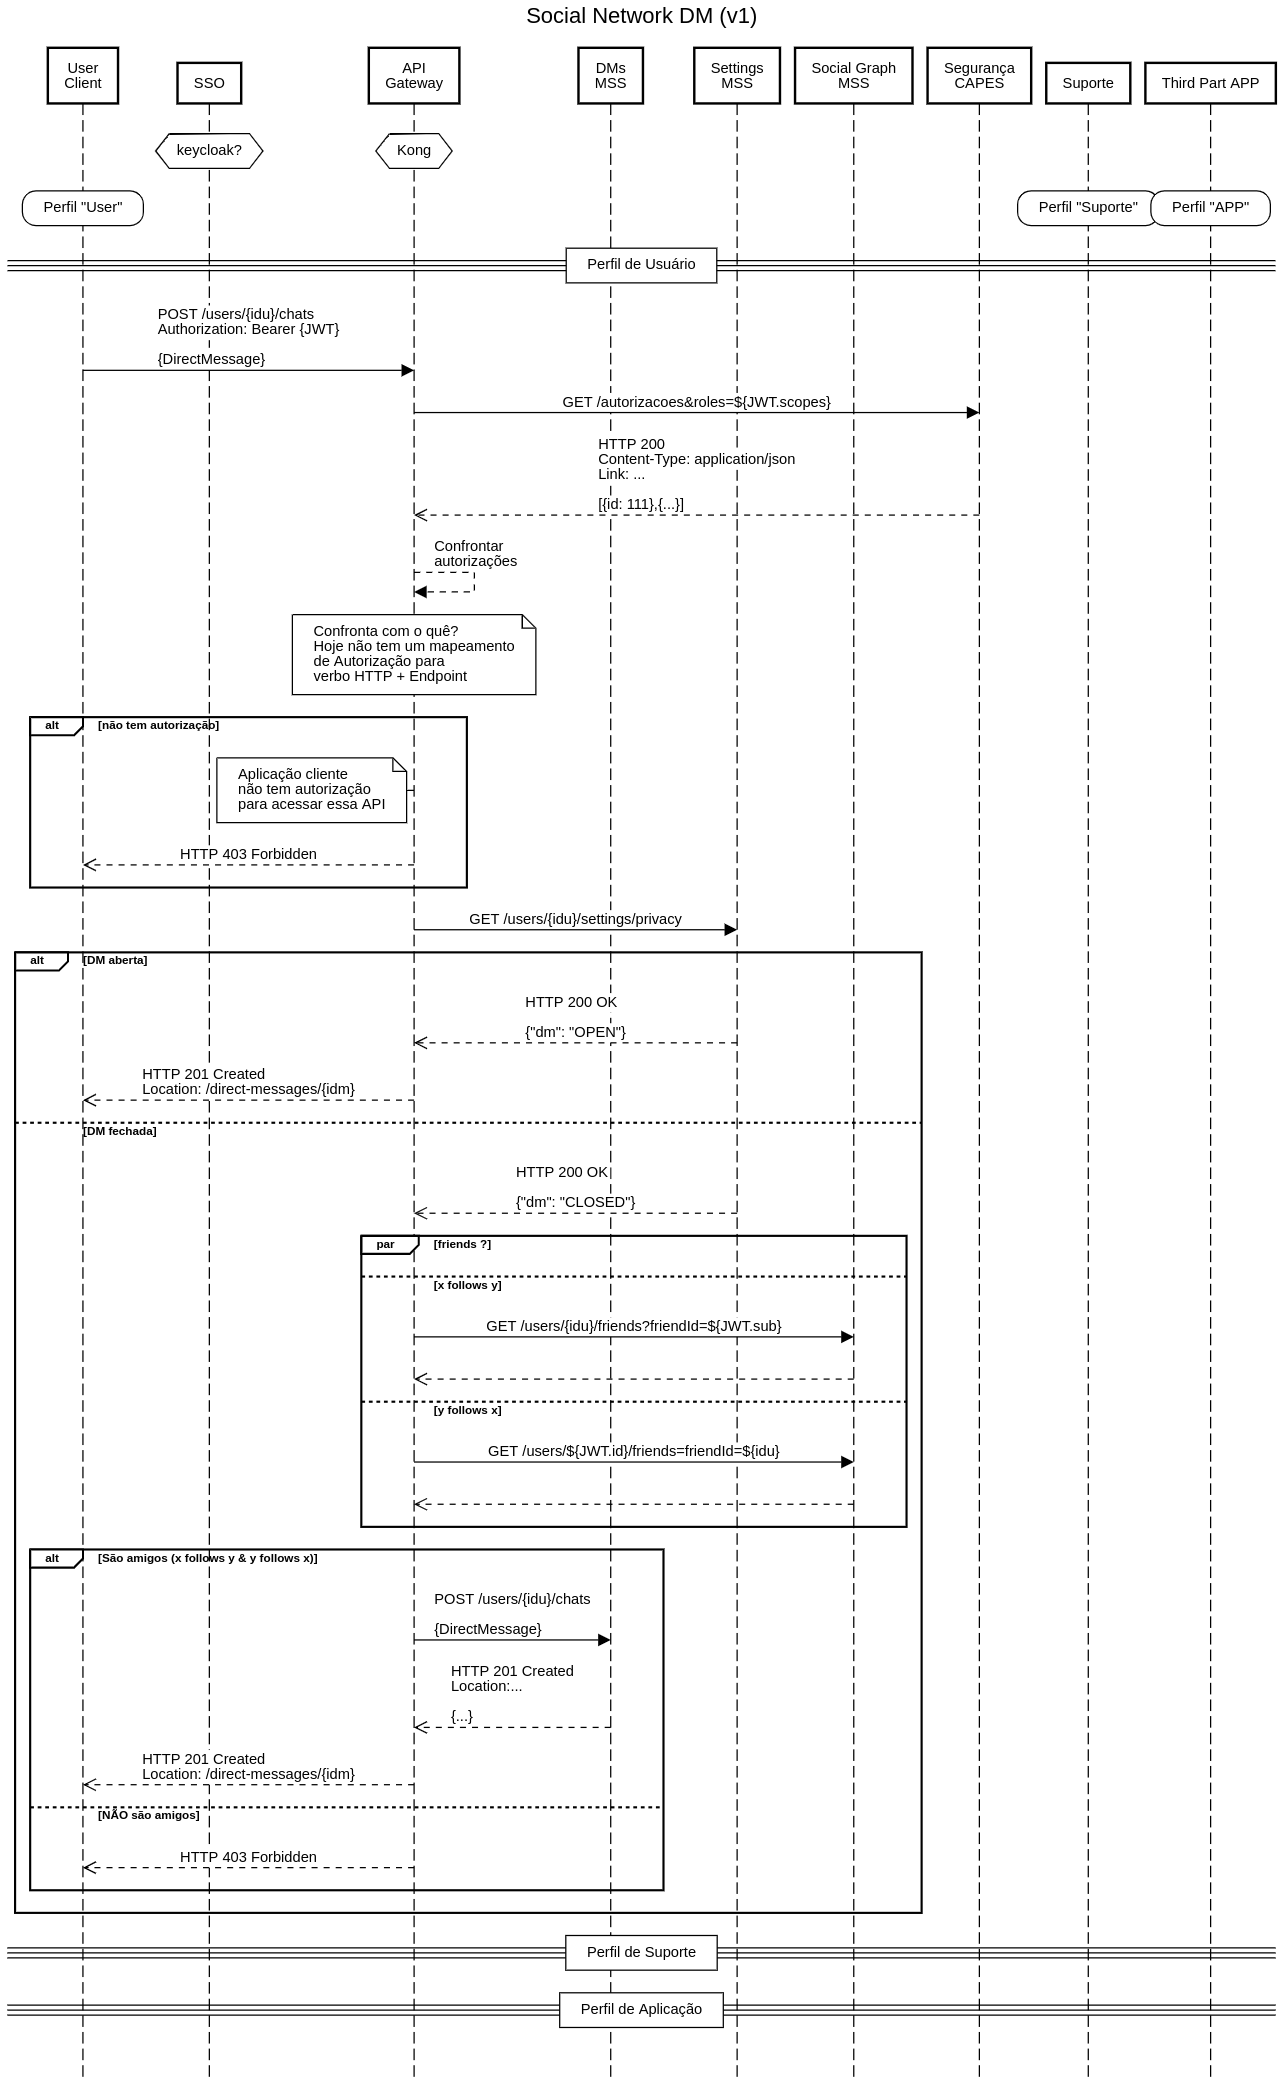 Social Network DM (v1)
User
Client
SSO
API
Gateway
DMs
MSS
Settings
MSS
Social Graph
MSS
Segurança
CAPES
Suporte
Third Part APP
keycloak?
Kong
Perfil "User"
Perfil "Suporte"
Perfil "APP"
Perfil de Usuário
POST /users/{idu}/chats
Authorization: Bearer {JWT}
{DirectMessage}
GET /autorizacoes&roles=${JWT.scopes}
HTTP 200
Content-Type: application/json
Link: ...
[{id: 111},{...}]
Confrontar
autorizações
Confronta com o quê?
Hoje não tem um mapeamento
de Autorização para
verbo HTTP + Endpoint
alt
[não tem autorização]
Aplicação cliente
não tem autorização
para acessar essa API
HTTP 403 Forbidden
GET /users/{idu}/settings/privacy
alt
[DM aberta]
HTTP 200 OK
{"dm": "OPEN"}
HTTP 201 Created
Location: /direct-messages/{idm}
[DM fechada]
HTTP 200 OK
{"dm": "CLOSED"}
par
[friends ?]
[x follows y]
GET /users/{idu}/friends?friendId=${JWT.sub}
[y follows x]
GET /users/${JWT.id}/friends=friendId=${idu}
alt
[São amigos (x follows y & y follows x)]
POST /users/{idu}/chats
{DirectMessage}
HTTP 201 Created
Location:...
{...}
HTTP 201 Created
Location: /direct-messages/{idm}
[NÃO são amigos]
HTTP 403 Forbidden
Perfil de Suporte
Perfil de Aplicação